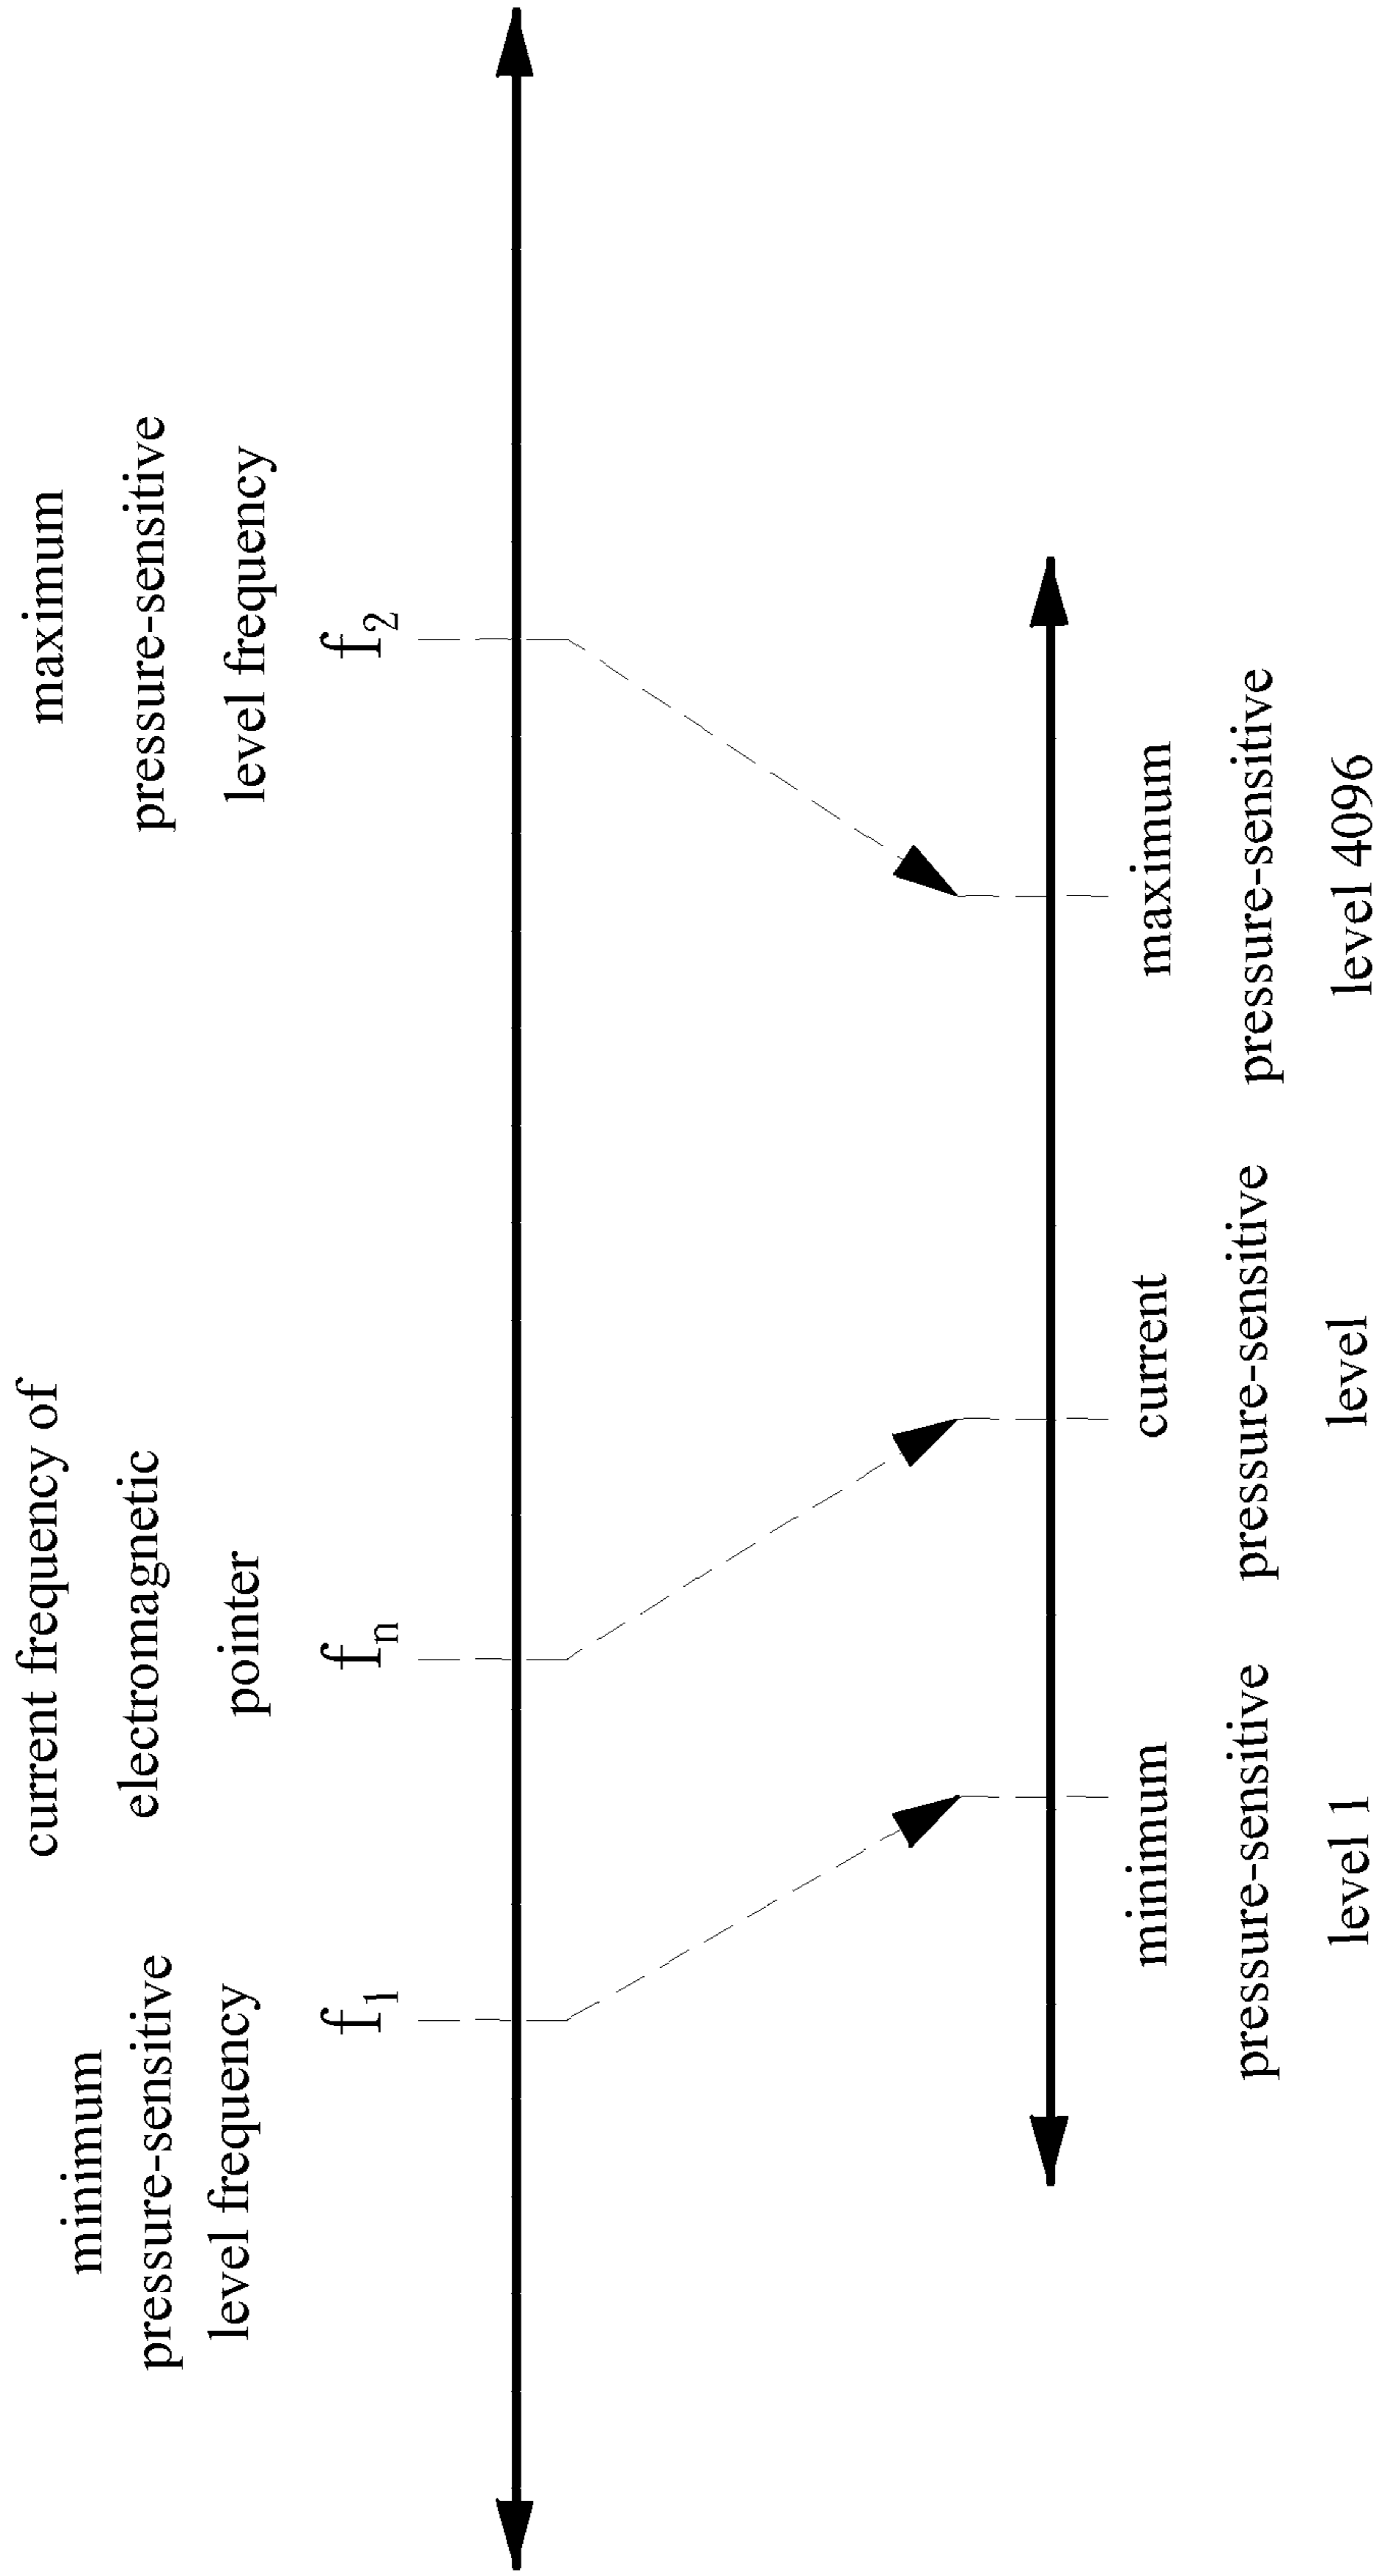 minimum
pressure-sensitive
level frequency
f1
current frequency of
electromagnetic
pointer
fn
maximum
pressure-sensitive
level frequency
f2
minimum
pressure-sensitive
level 1
current
pressure-sensitive
level
maximum
pressure-sensitive
level 4096